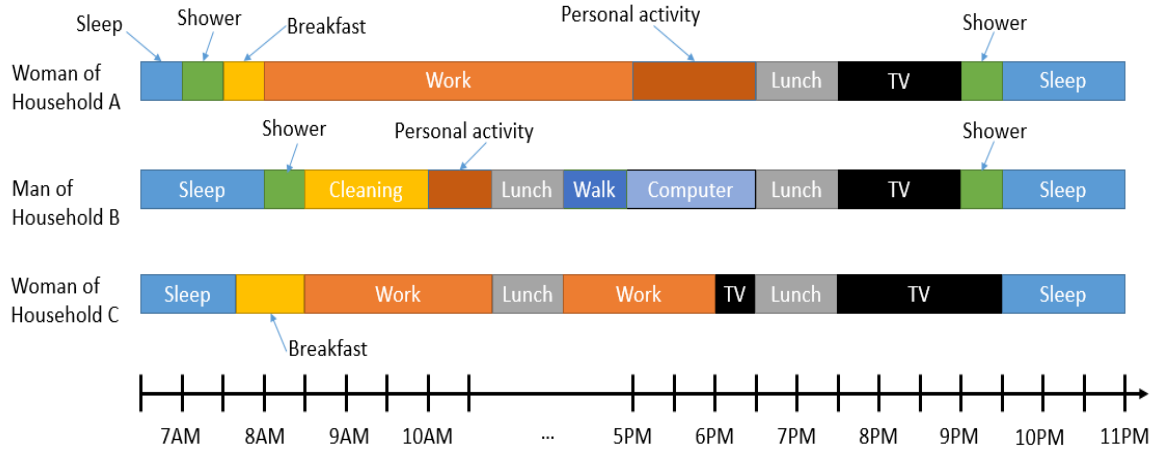 Sleep
Shower
Breakfast
Personal activity
Shower
Woman of
Household A
Work
Lunch
TV
Sleep
Shower
Personal activity
Shower
Man of
Household B
Sleep
Cleaning
Lunch
Walk
Computer
Lunch
TV
Sleep
Woman of
Household C
Sleep
Work
Lunch
Work
TV
Lunch
TV
Sleep
Breakfast
7AM
8AM
9AM
10AM
...
5PM
6PM
7PM
8PM
9PM
10PM
11PM